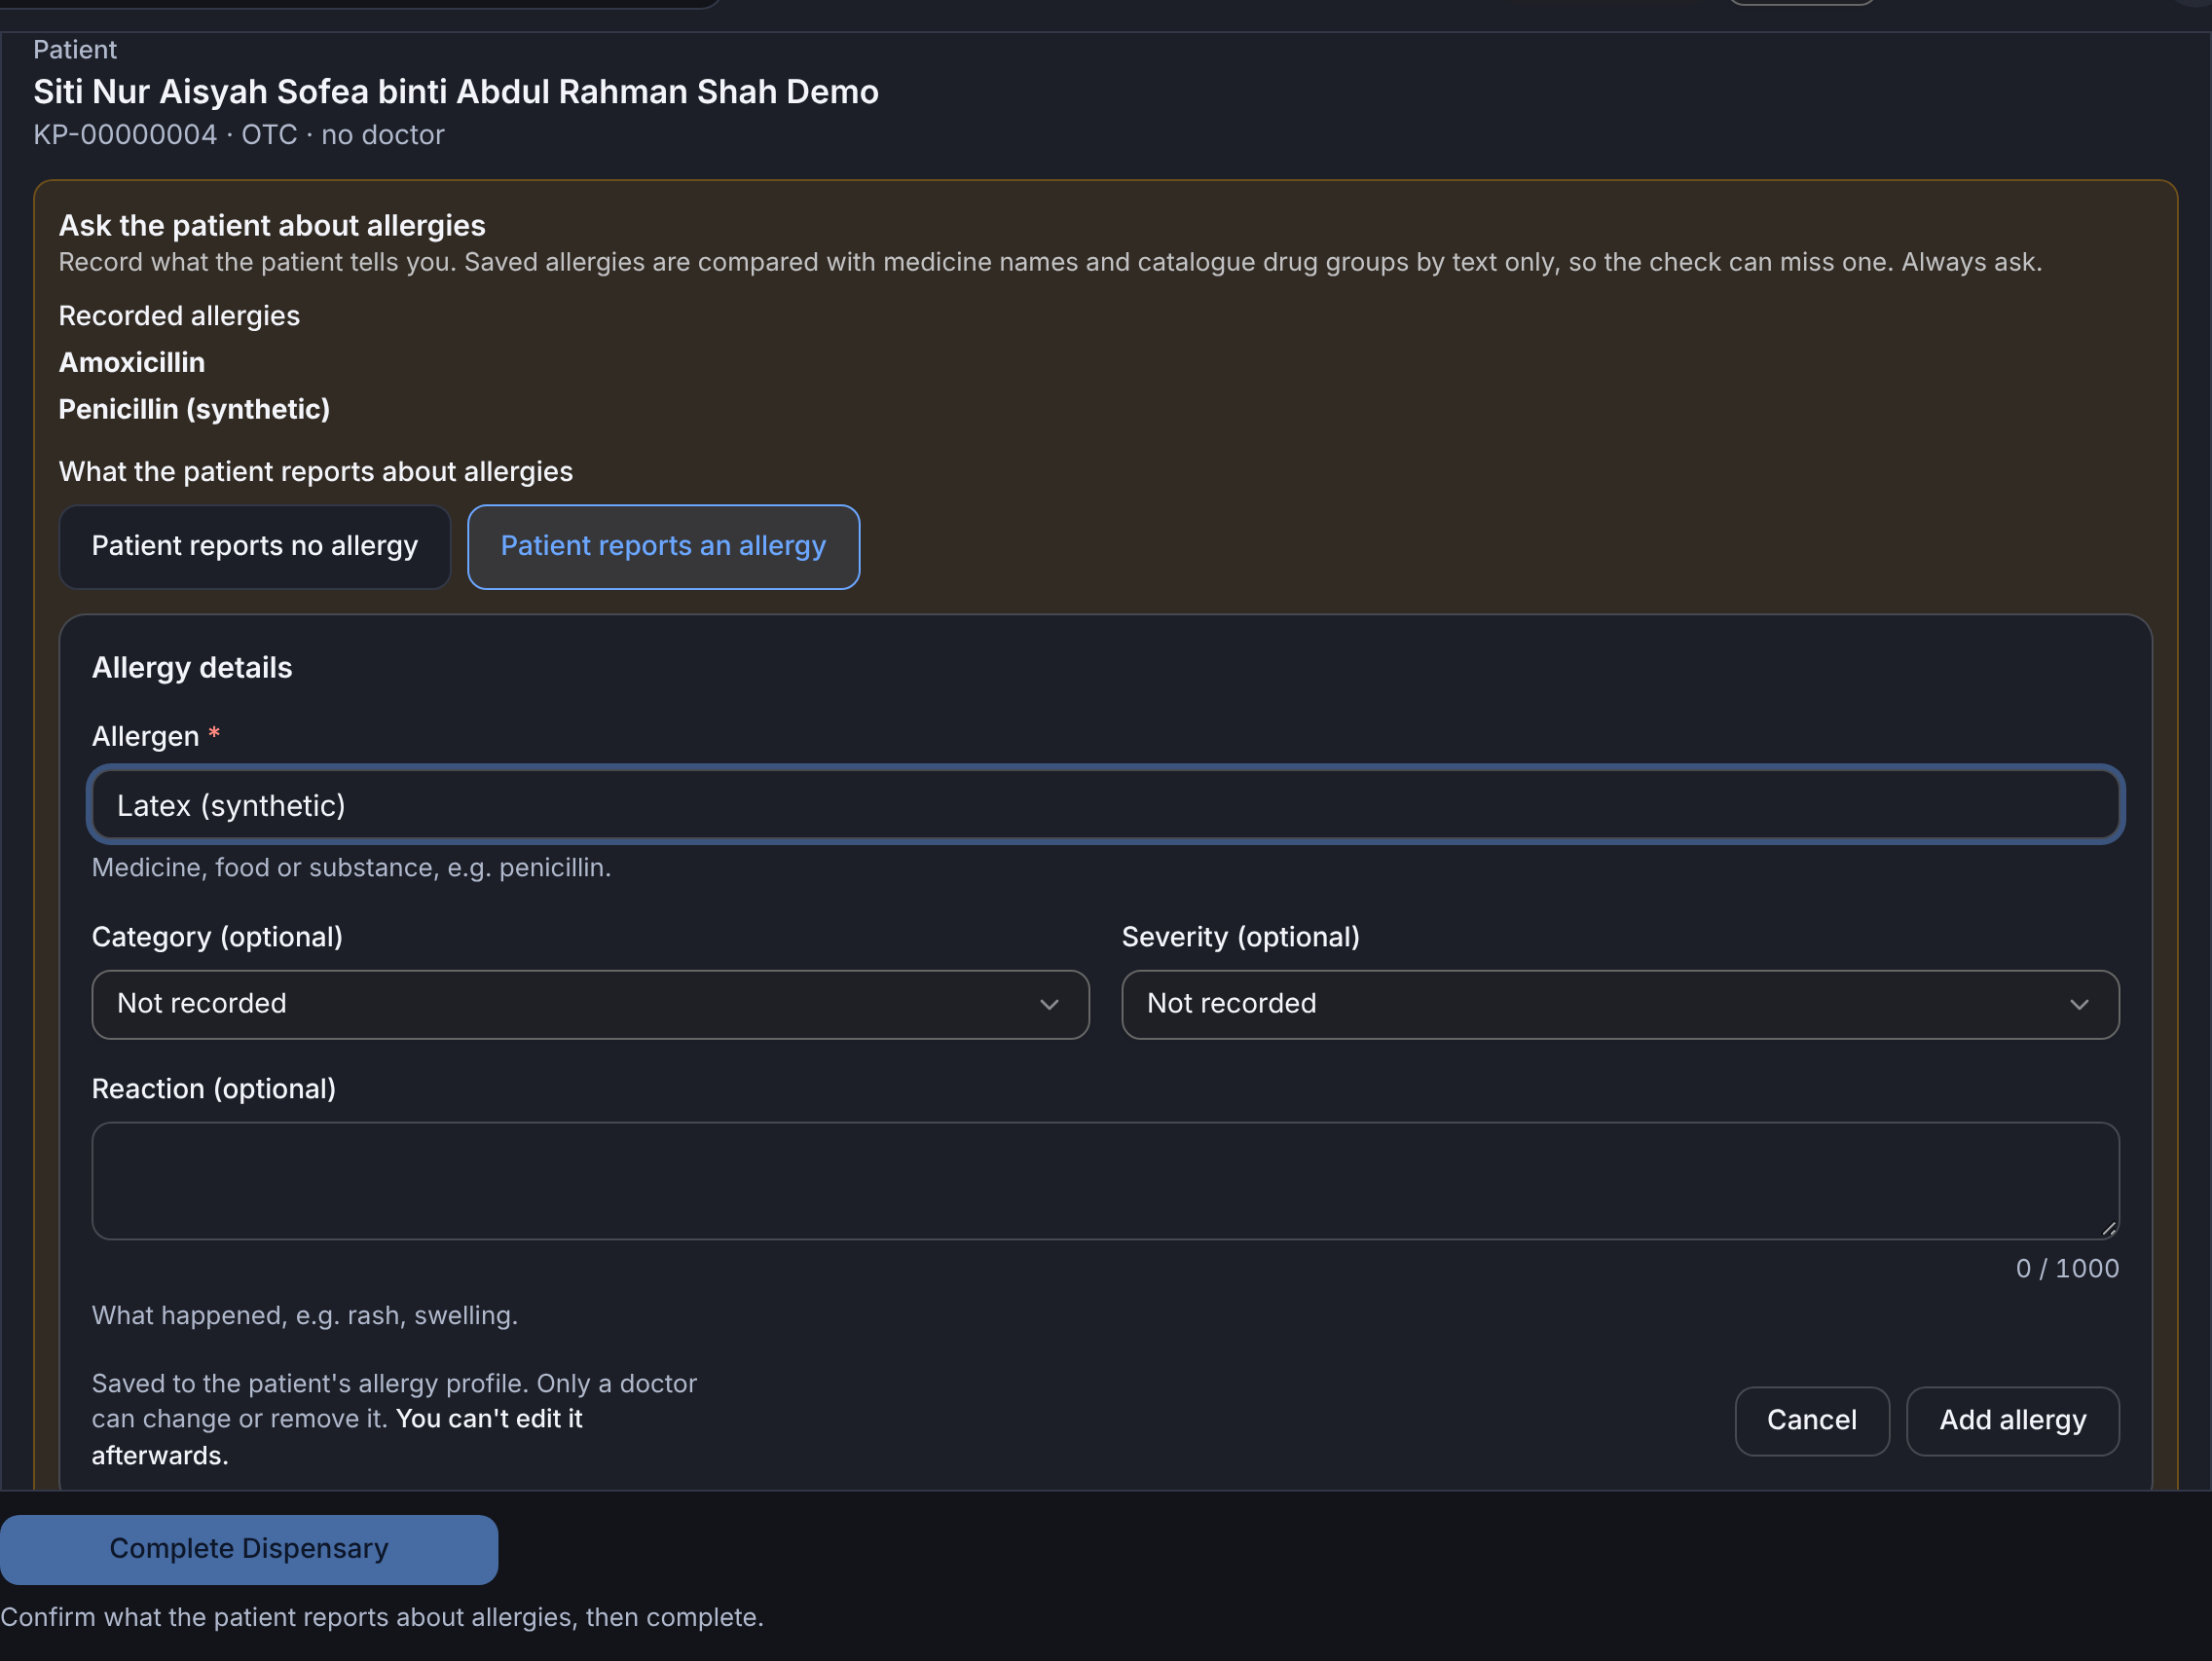 Patient
Siti Nur Aisyah Sofea binti Abdul Rahman Shah Demo
KP-00000004 · OTC · no doctor
Ask the patient about allergies
Record what the patient tells you. Saved allergies are compared with medicine names and catalogue drug groups by text only, so the check can miss one. Always ask.
Recorded allergies
Amoxicillin
Penicillin (synthetic)
What the patient reports about allergies
Patient reports no allergy
Patient reports an allergy
Allergy details
Allergen *
Latex (synthetic)
Medicine, food or substance, e.g. penicillin.
Category (optional)
Severity (optional)
Not recorded
Not recorded
Reaction (optional)
0 / 1000
What happened, e.g. rash, swelling.
Saved to the patient's allergy profile. Only a doctor
can change or remove it. You can't edit it
afterwards.
Cancel
Add allergy
Complete Dispensary
Confirm what the patient reports about allergies, then complete.